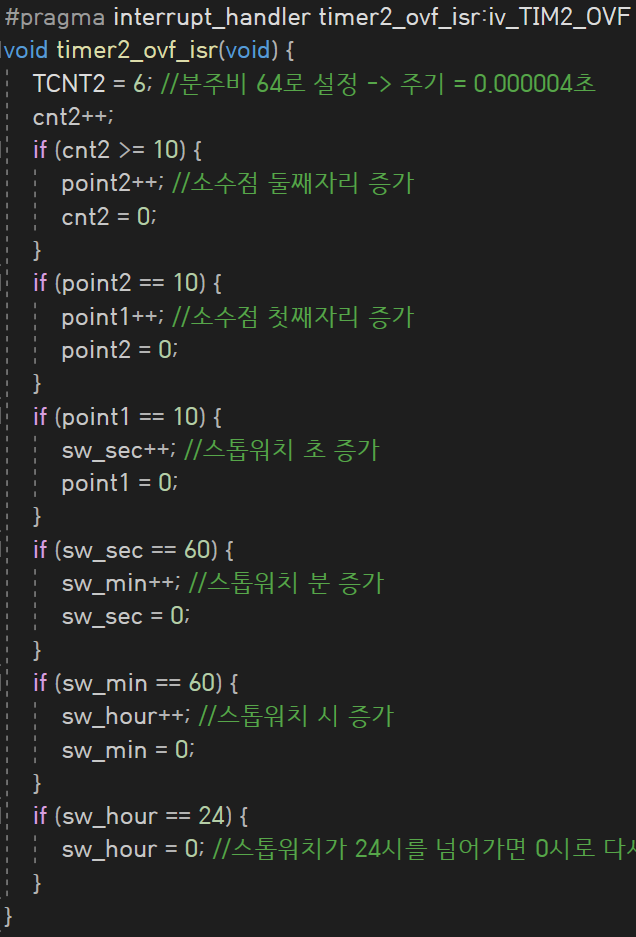 #pragma interrupt_handler timer2_ovf_isr:iv_TIM2_OVF
void timer2_ovf_isr(void) {
TCNT2 = 6; //분주비 64로 설정 -> 주기 = 0.000004초
cnt2++;
if (cnt2 >= 10) {
point2++; //소수점 둘째자리 증가
cnt2 = 0;
}
if (point2 == 10) {
point1++; //소수점 첫째자리 증가
point2 = 0;
}
if (point1 == 10) {
sw_sec++; //스톱워치 초 증가
point1 = 0;
}
if (sw_sec == 60) {
sw_min++; //스톱워치 분 증가
sw_sec = 0;
}
if (sw_min == 60) {
sw_hour++; //스톱워치 시 증가
sw_min = 0;
}
if (sw_hour == 24) {
sw_hour = 0; //스톱워치가 24시를 넘어가면 0시로
}
}